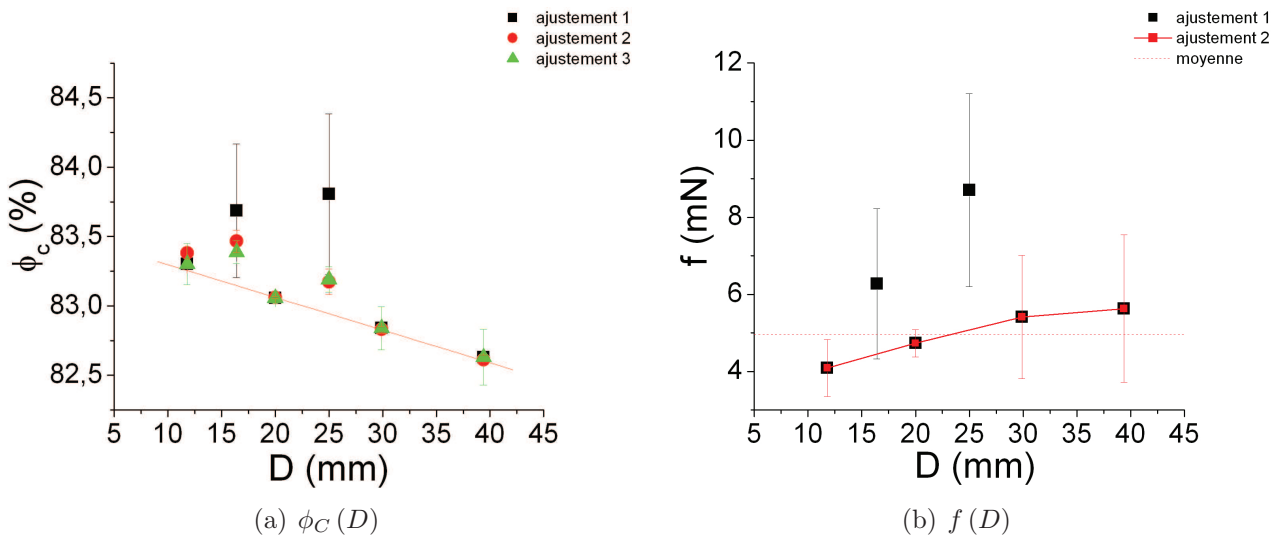 ajustement 1
ajustement 2
ajustement 3
84,5
84,0
83,5
83,0
82,5
ϕc (%)
5 10 15 20 25 30 35 40 45
D (mm)
(a) ϕC (D)
ajustement 1
ajustement 2
moyenne
12
10
8
6
4
f (mN)
5 10 15 20 25 30 35 40 45
D (mm)
(b) f (D)